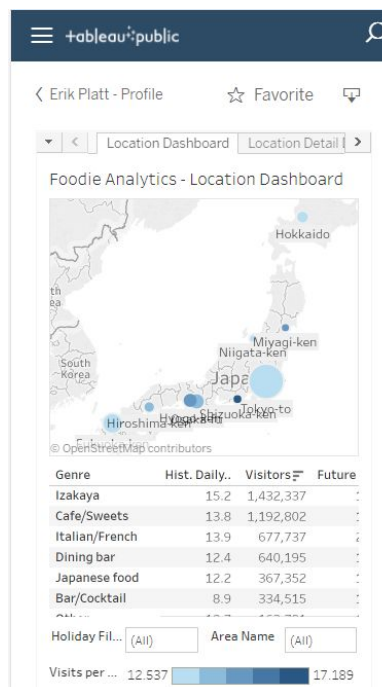 +ableau public
Erik Platt - Profile
Favorite
Location Dashboard
Location Detail
Foodie Analytics - Location Dashboard
Hokkaido
th
ea
South
Korea
Miyagi-ken
Niigata-ken
Japa
Tokyo-to
Shizuoka-ken
Hiroshima-ken
© OpenStreetMap contributors
Genre Hist. Daily.. Visitors Future
Izakaya 15.2 1,432,337
Cafe/Sweets 13.8 1,192,802
Italian/French 13.9 677,737
Dining bar 12.4 640,195
Japanese food 12.2 367,352
Bar/Cocktail 8.9 334,515
Holiday Fil... (All) Area Name (All)
Visits per ... 12.537 17.189